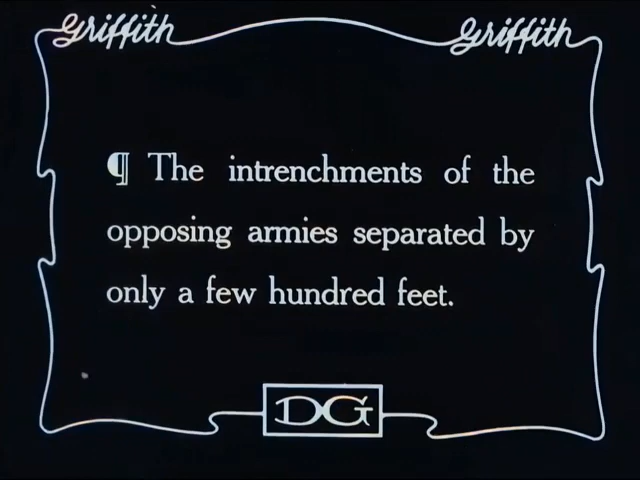 Griffith Griffith
¶ The intrenchments of the
opposing armies separated by
only a few hundred feet.
DG